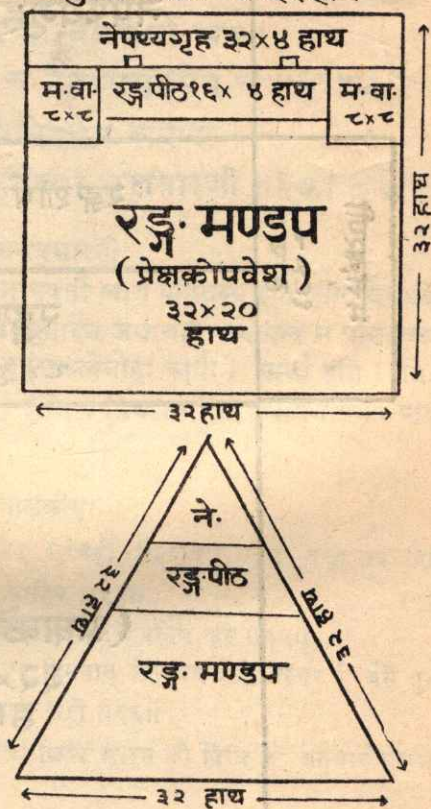 नेपथ्यगृह ३२×४ हाथ
म. वा. रङ्ग.पीठ१६× ४ हाथ म. वा.
८×८ ८×८
रङ्ग. मण्डप
( प्रेक्षकोपवेश )
३२×२०
हाथ
३२ हाथ
३२ हाथ
ने.
रङ्ग.पीठ
३२ हाथ
३२ हाथ
रङ्ग. मण्डप
३२ हाथ